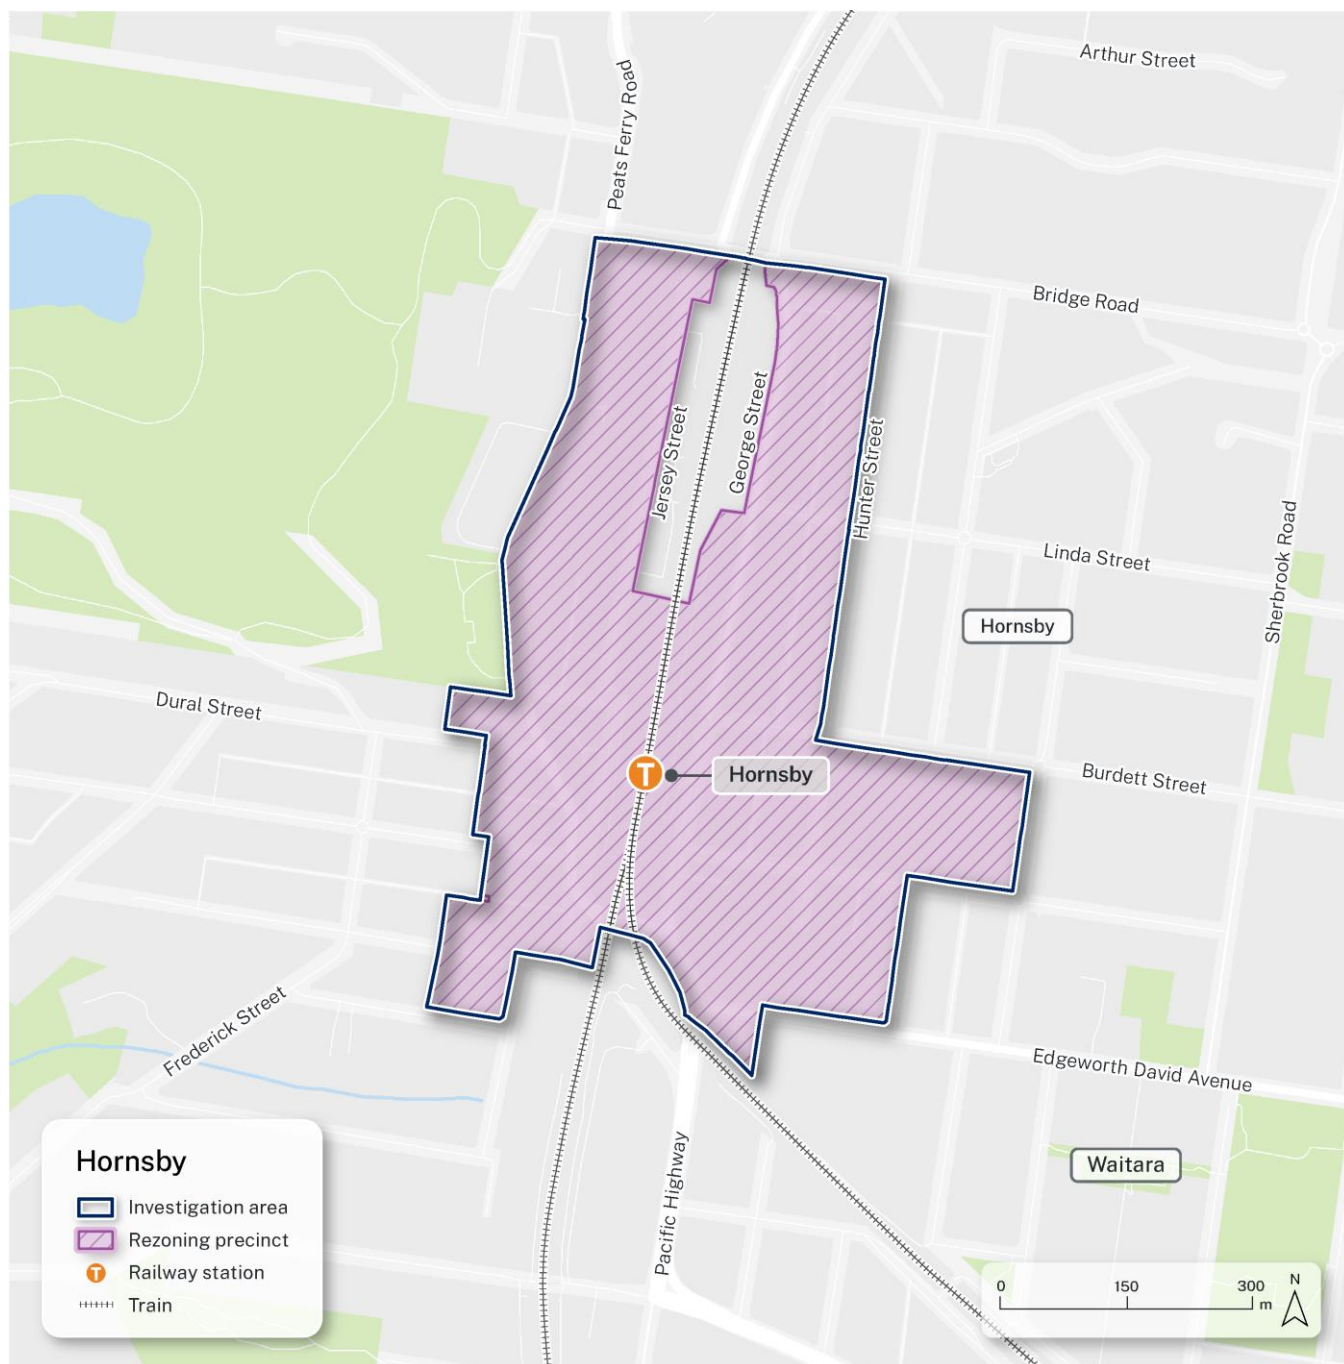 Arthur Street
Peats Ferry Road
Bridge Road
Jersey Street
George Street
Hunter Street
Linda Street
Sherbrook Road
Hornsby
Dural Street
T
Hornsby
Burdett Street
Frederick Street
Edgeworth David Avenue
Waitara
Pacific Highway
Hornsby
Investigation area
Rezoning precinct
T Railway station
Train
0 150 300
m
N